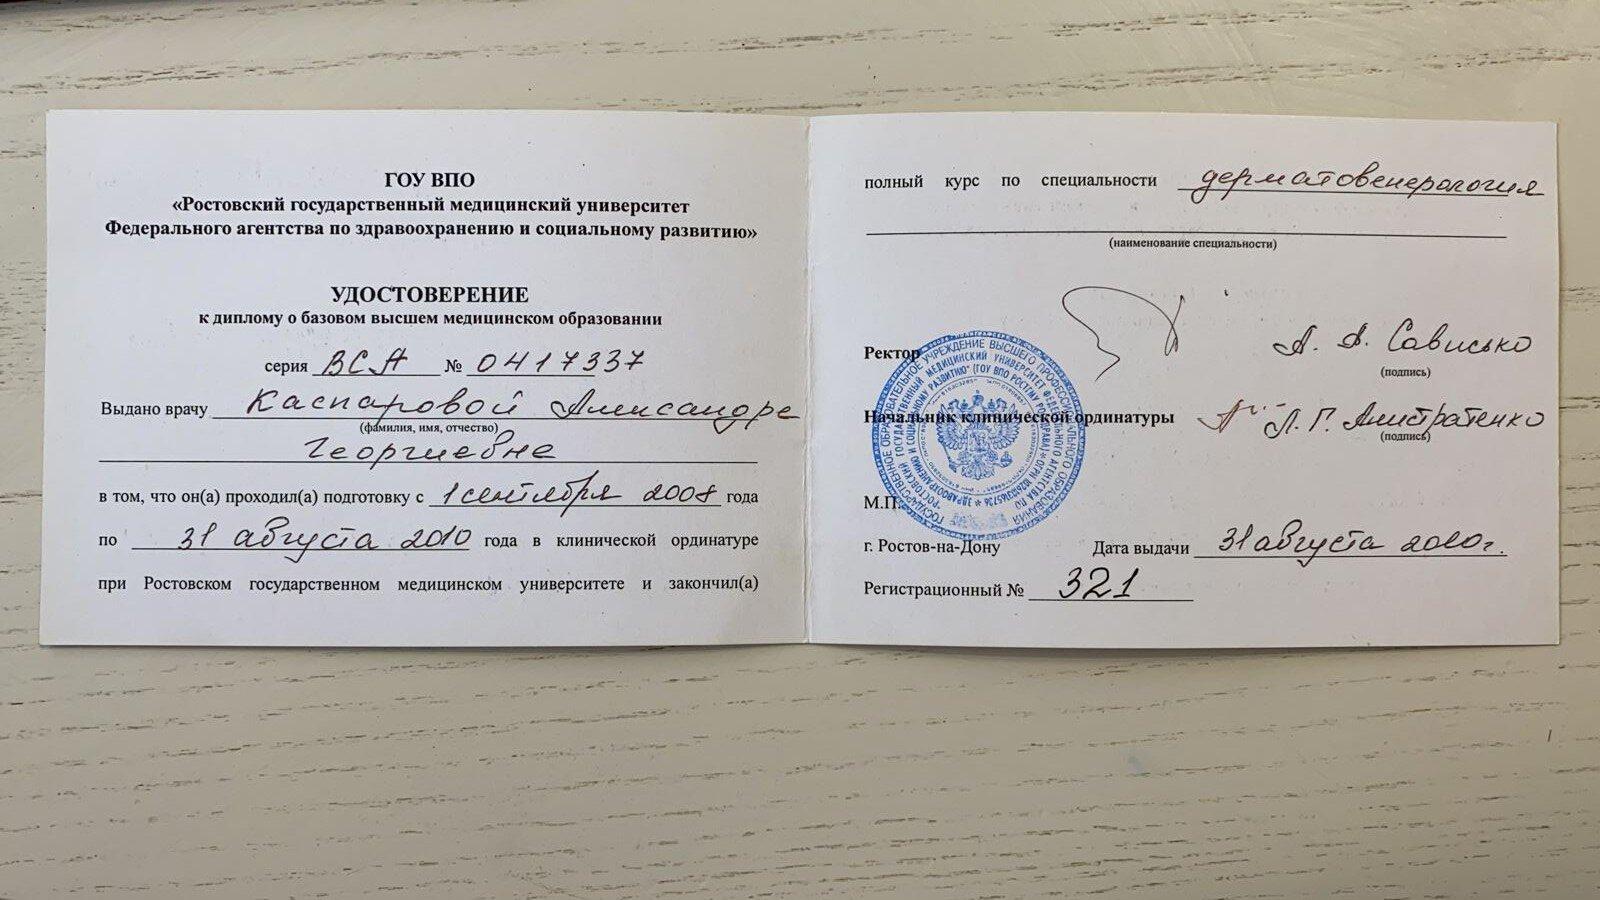 ГОУ ВПО
«Ростовский государственный медицинский университет
Федерального агентства по здравоохранению и социальному развитию»
УДОСТОВЕРЕНИЕ
к диплому о базовом высшем медицинском образовании
серия ВСА № 0417337
Выдано врачу Каспаровой Александре
(фамилия, имя, отчество)
Георгиевне
в том, что он(а) проходил(а) подготовку с 1 сентября 2008 года
по 31 августа 2010 года в клинической ординатуре
при Ростовском государственном медицинском университете и закончил(а)
полный курс по специальности дерматовенерология
(наименование специальности)
Ректор А. А. Сависько
(подпись)
Начальник клинической ординатуры Л. Г. Анистратенко
(подпись)
М.П.
г. Ростов-на-Дону Дата выдачи 31 августа 2010 г.
Регистрационный № 321